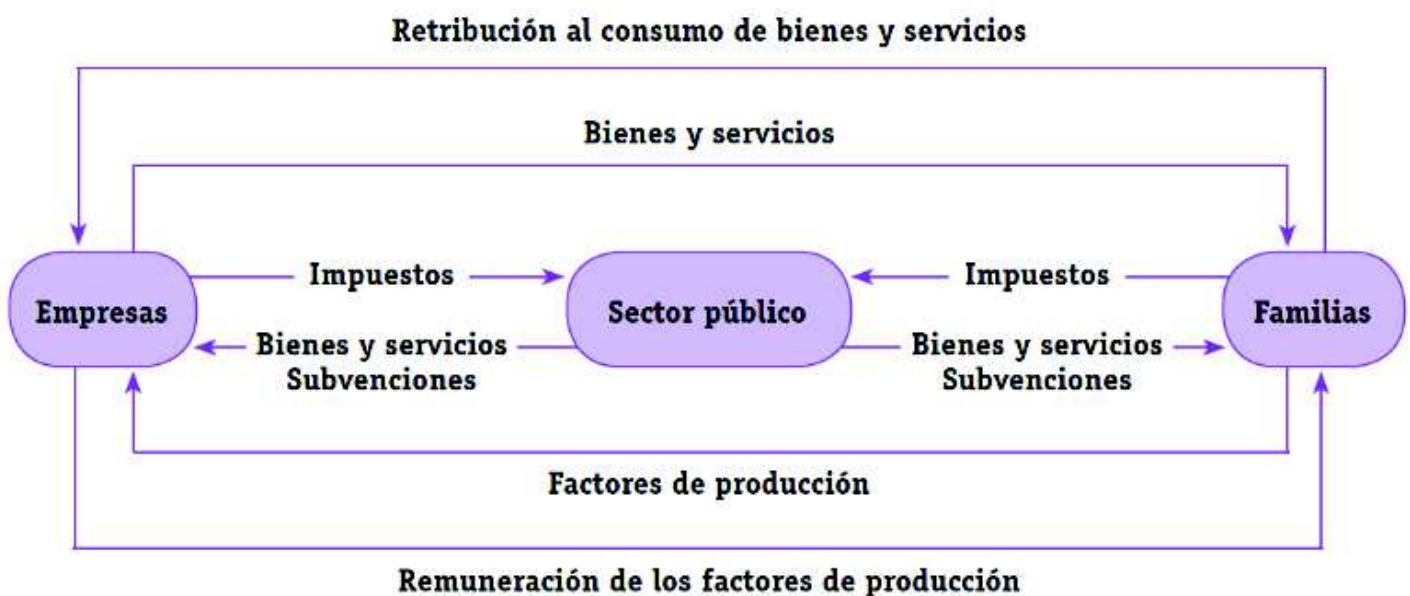 Retribución al consumo de bienes y servicios
Bienes y servicios
Impuestos
Impuestos
Empresas
Sector público
Familias
Bienes y servicios
Subvenciones
Bienes y servicios
Subvenciones
Factores de producción
Remuneración de los factores de producción